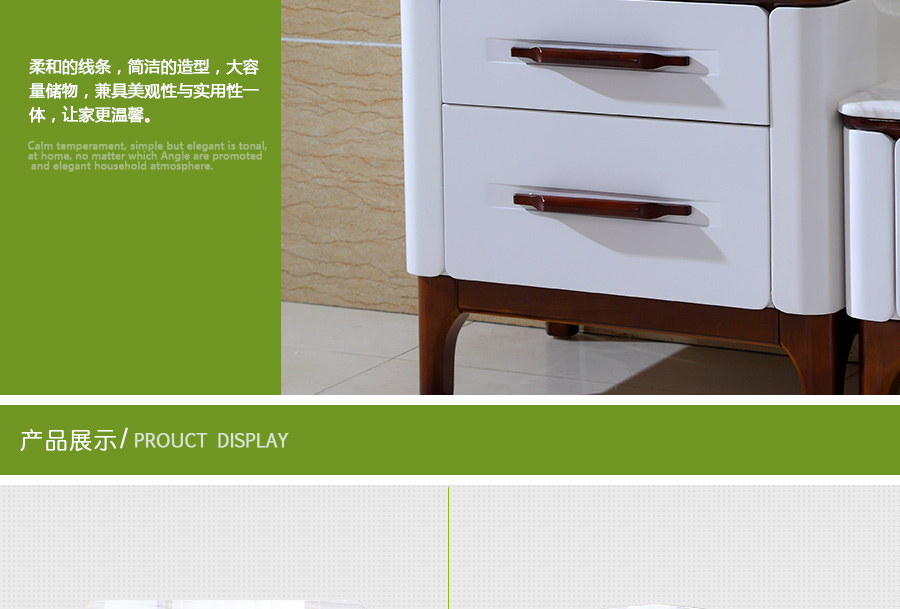 柔和的线条，简洁的造型，大容
量储物，兼具美观性与实用性一
体，让家更温馨。
Calm temperament, simple but elegant is tonal,
at home, no matter which Angle are promoted
and elegant household atmosphere.
产品展示/ PROUCT DISPLAY